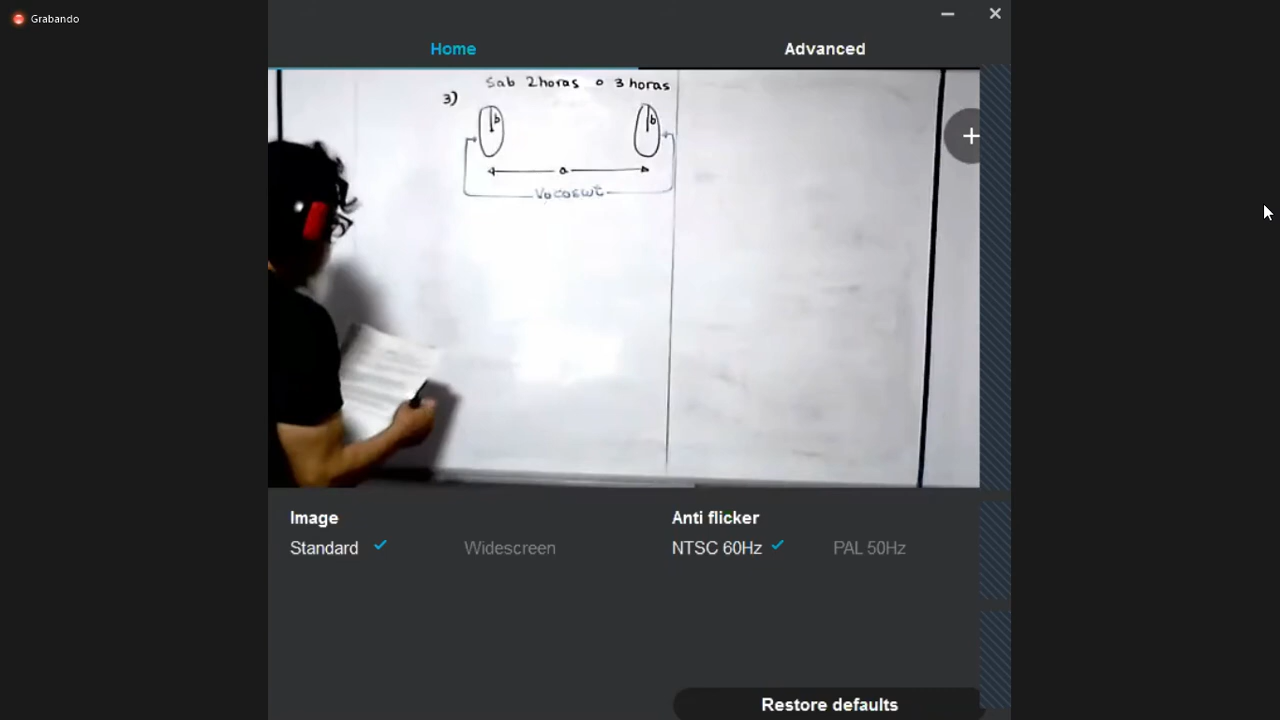 Grabando
Home
Advanced
Sab 2horas o 3 horas
3)
b
b
a
V₀cosωt
Image
Anti flicker
Standard
Widescreen
NTSC 60Hz
PAL 50Hz
Restore defaults